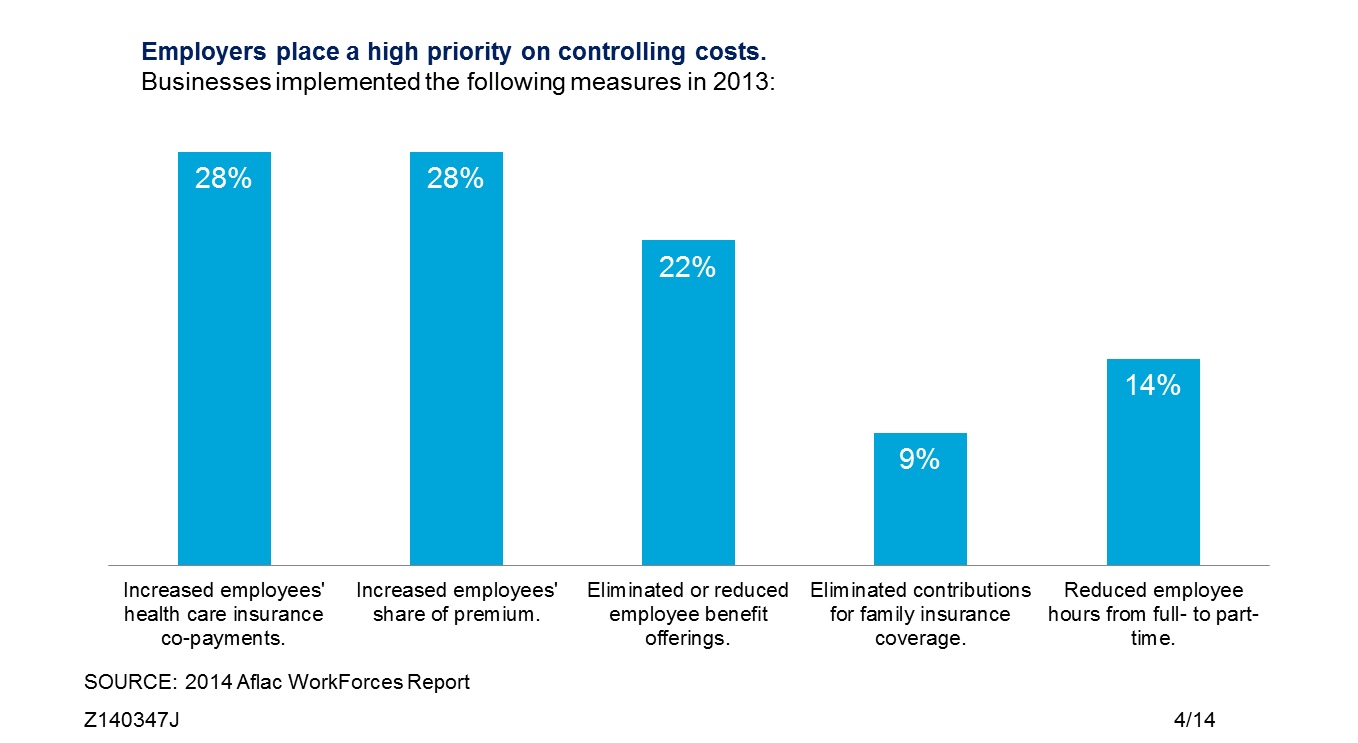 Employers place a high priority on controlling costs.
Businesses implemented the following measures in 2013:
28%
28%
22%
9%
14%
Increased employees'
health care insurance
co-payments.
Increased employees'
share of premium.
Eliminated or reduced
employee benefit
offerings.
Eliminated contributions
for family insurance
coverage.
Reduced employee
hours from full- to part-
time.
SOURCE: 2014 Aflac WorkForces Report
Z140347J
4/14